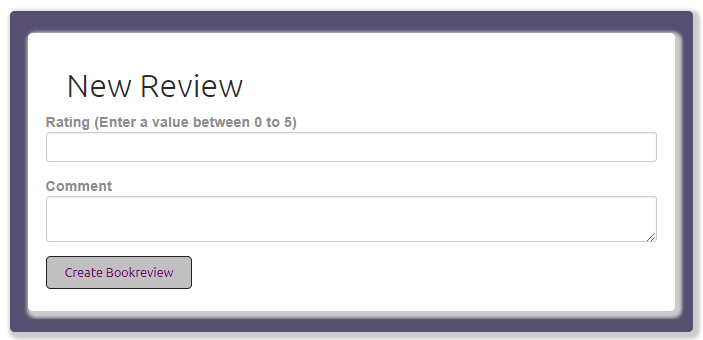 New Review
Rating (Enter a value between 0 to 5)
Comment
Create Bookreview